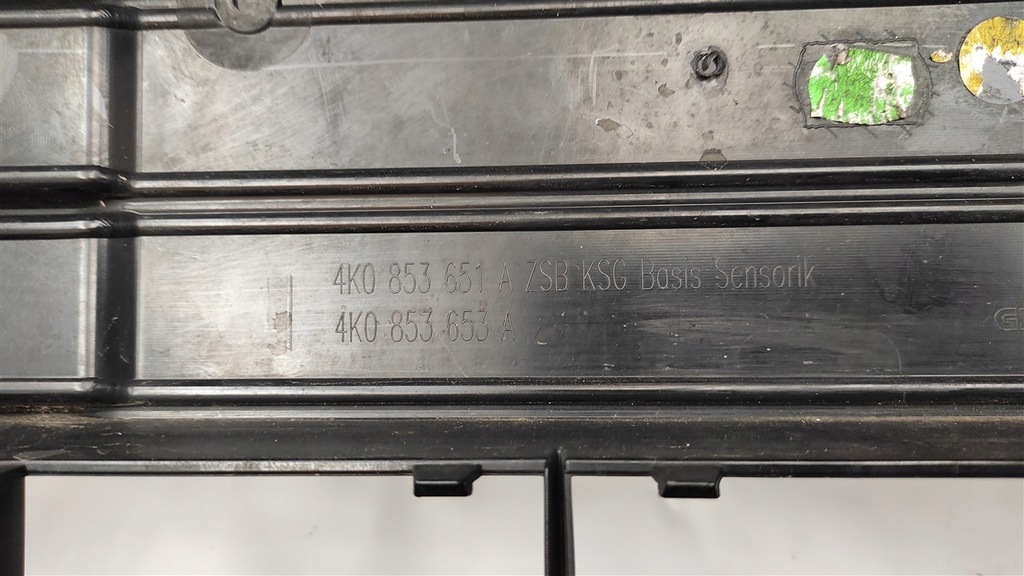 4K0 853 651 A ZSB KSG Basis Sensorik
4K0 853 653 A